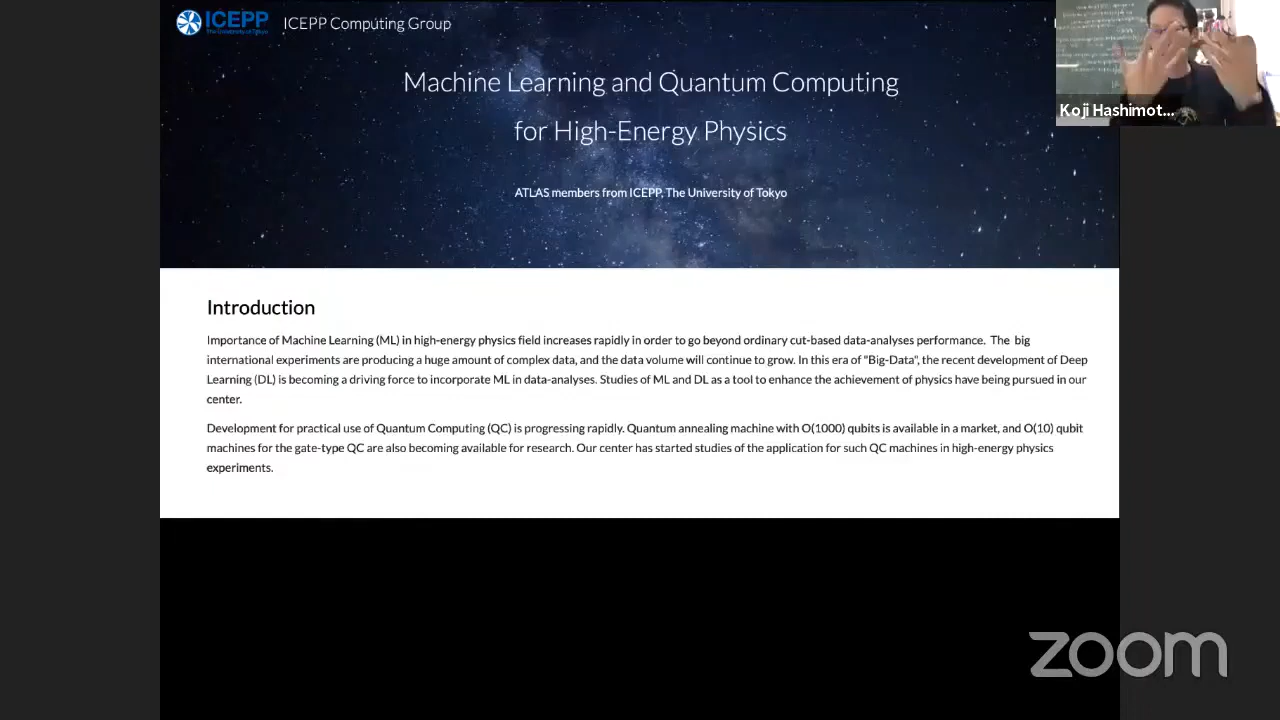 ICEPP
The University of Tokyo
ICEPP Computing Group
Machine Learning and Quantum Computing
for High-Energy Physics
ATLAS members from ICEPP, The University of Tokyo
Koji Hashimot...
Introduction
Importance of Machine Learning (ML) in high-energy physics field increases rapidly in order to go beyond ordinary cut-based data-analyses performance. The big
international experiments are producing a huge amount of complex data, and the data volume will continue to grow. In this era of "Big-Data", the recent development of Deep
Learning (DL) is becoming a driving force to incorporate ML in data-analyses. Studies of ML and DL as a tool to enhance the achievement of physics have being pursued in our
center.
Development for practical use of Quantum Computing (QC) is progressing rapidly. Quantum annealing machine with O(1000) qubits is available in a market, and O(10) qubit
machines for the gate-type QC are also becoming available for research. Our center has started studies of the application for such QC machines in high-energy physics
experiments.
zoom